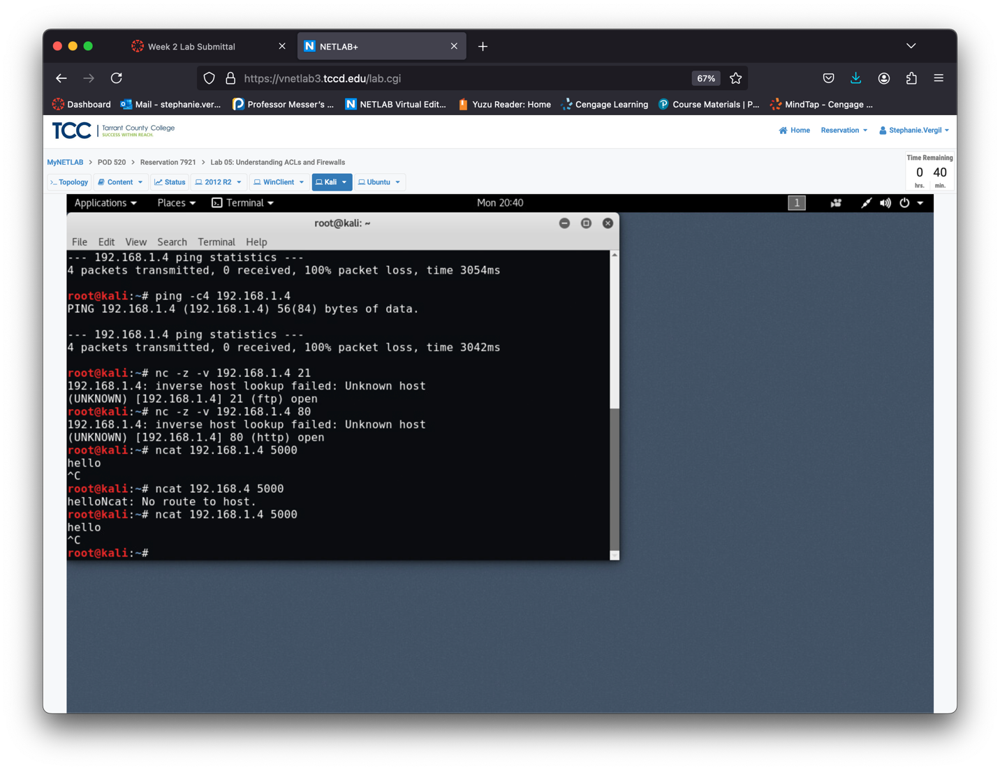 Week 2 Lab Submittal
NETLAB+
https://vnetlab3.tccd.edu/lab.cgi
67%
Dashboard
Mail - stephanie.ver...
Professor Messer's ...
NETLAB Virtual Edit...
Yuzu Reader: Home
Cengage Learning
Course Materials | P...
MindTap - Cengage ...
TCC
Tarrant County College
SUCCESS WITHIN REACH.
Home
Reservation
Stephanie.Vergil
MyNETLAB > POD 520 > Reservation 7921 > Lab 05: Understanding ACLs and Firewalls
Time Remaining
0 40
hrs. min.
Topology
Content
Status
2012 R2
WinClient
Kali
Ubuntu
Applications
Places
Terminal
Mon 20:40
1
root@kali: ~
File Edit View Search Terminal Help
--- 192.168.1.4 ping statistics ---
4 packets transmitted, 0 received, 100% packet loss, time 3054ms
root@kali:~# ping -c4 192.168.1.4
PING 192.168.1.4 (192.168.1.4) 56(84) bytes of data.
--- 192.168.1.4 ping statistics ---
4 packets transmitted, 0 received, 100% packet loss, time 3042ms
root@kali:~# nc -z -v 192.168.1.4 21
192.168.1.4: inverse host lookup failed: Unknown host
(UNKNOWN) [192.168.1.4] 21 (ftp) open
root@kali:~# nc -z -v 192.168.1.4 80
192.168.1.4: inverse host lookup failed: Unknown host
(UNKNOWN) [192.168.1.4] 80 (http) open
root@kali:~# ncat 192.168.1.4 5000
hello
^C
root@kali:~# ncat 192.168.4 5000
helloNcat: No route to host.
root@kali:~# ncat 192.168.1.4 5000
hello
^C
root@kali:~#